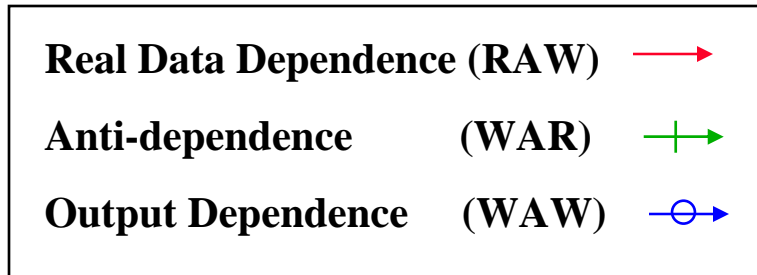 Real Data Dependence (RAW)
Anti-dependence (WAR)
Output Dependence (WAW)